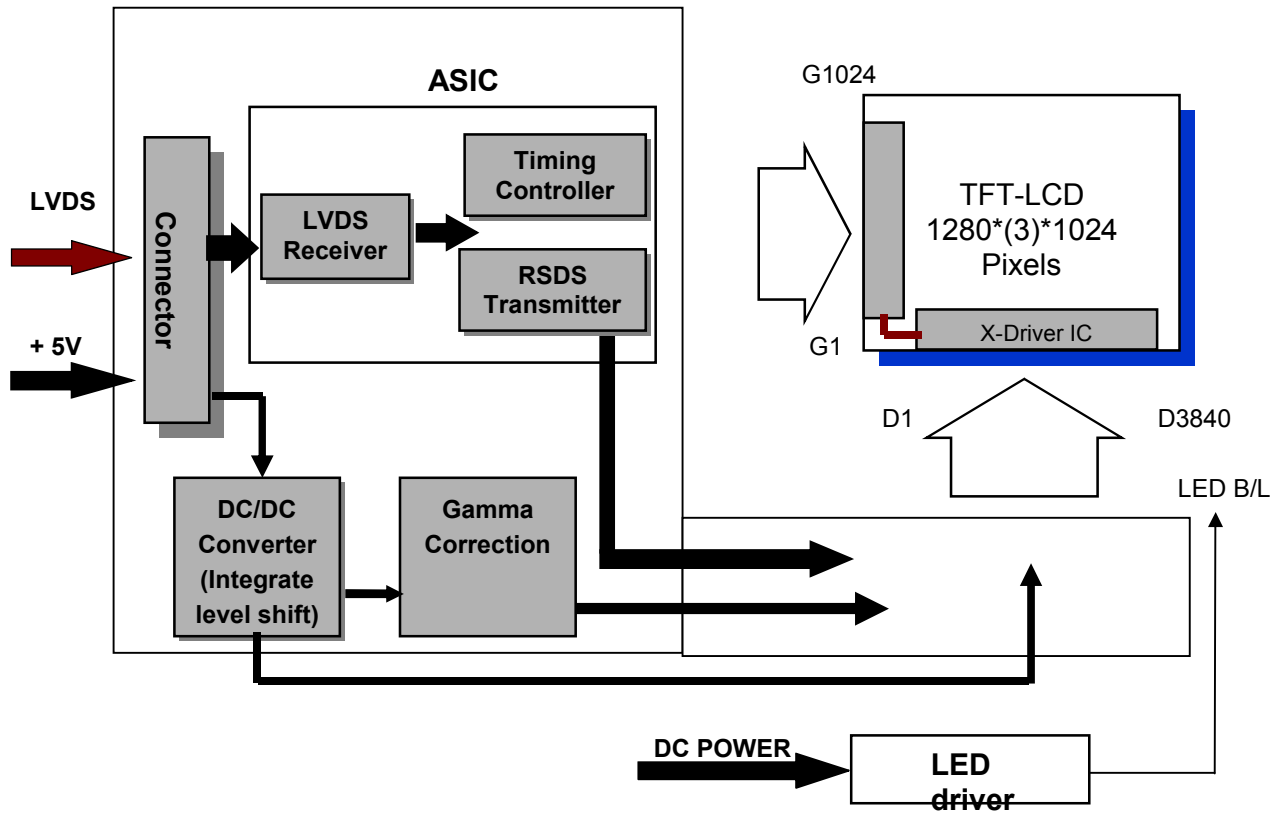 ASIC
LVDS
+ 5V
Connector
LVDS
Receiver
Timing
Controller
RSDS
Transmitter
DC/DC
Converter
(Integrate
level shift)
Gamma
Correction
G1024
G1
TFT-LCD
1280*(3)*1024
Pixels
X-Driver IC
D1
D3840
LED B/L
DC POWER
LED
driver